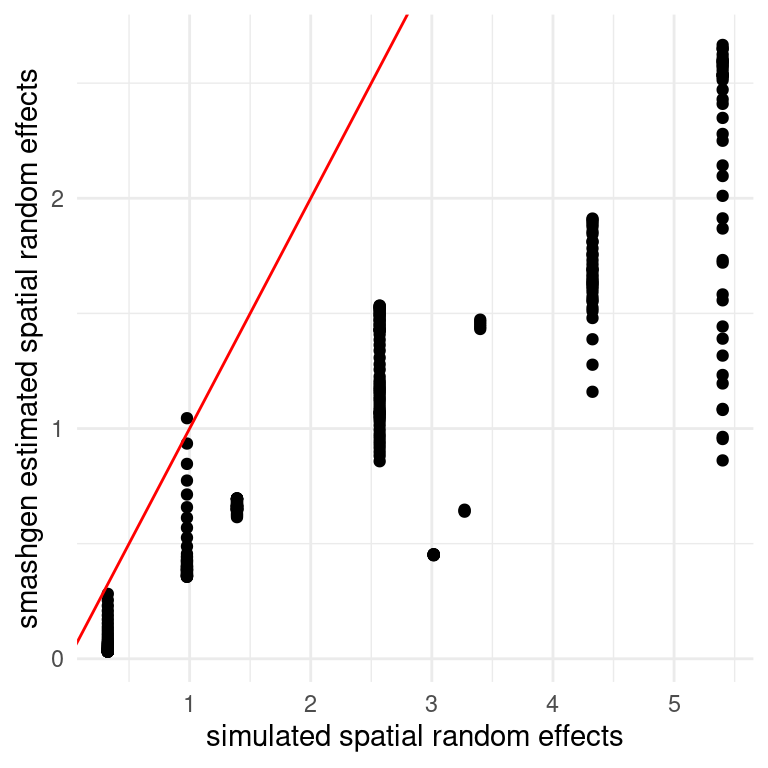 smashgen estimated spatial random effects
2
1
0
1 2 3 4 5
simulated spatial random effects